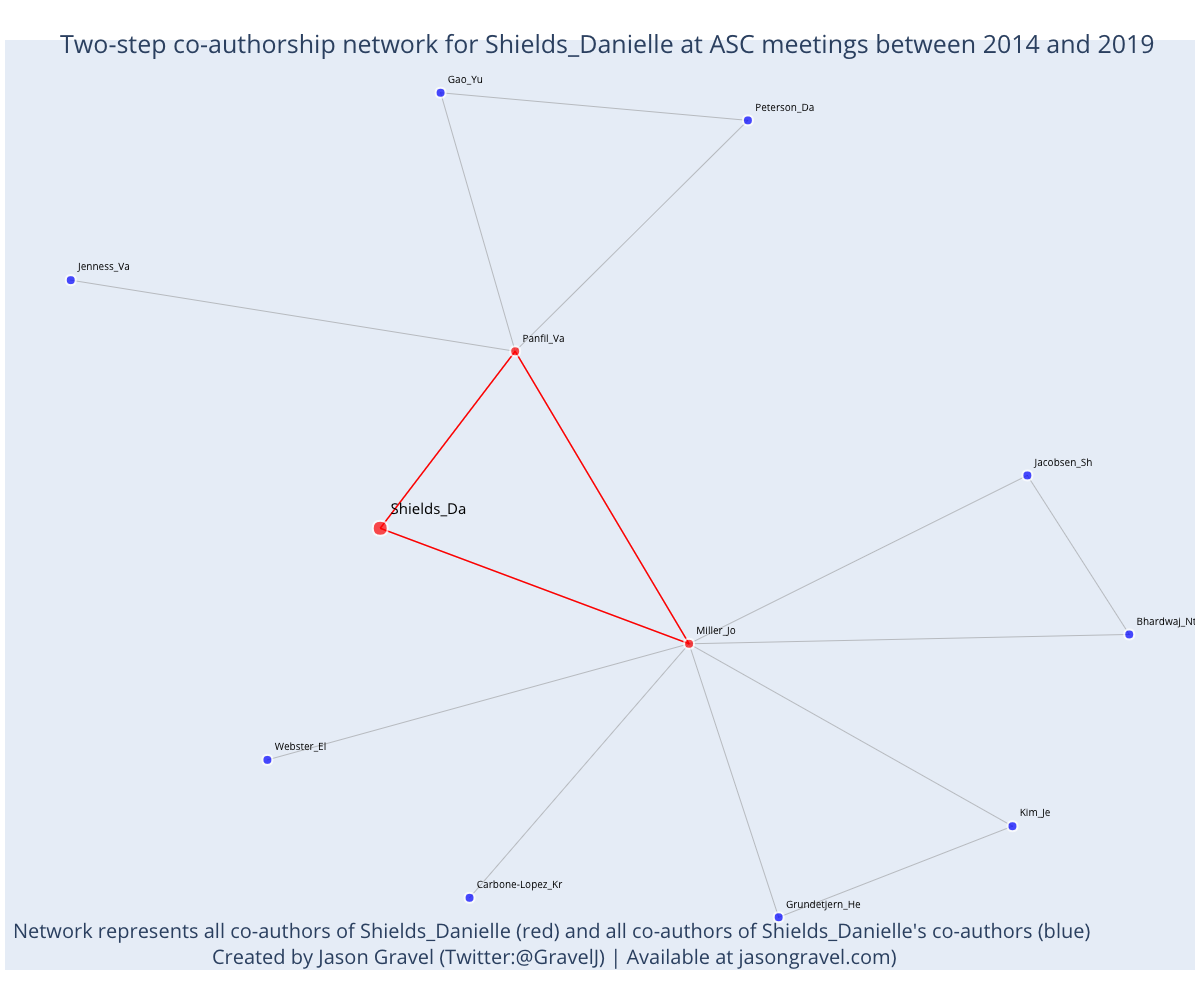 Two-step co-authorship network for Shields_Danielle at ASC meetings between 2014 and 2019
Gao_Yu
Peterson_Da
Jenness_Va
Panfil_Va
Jacobsen_Sh
Shields_Da
Bhardwaj_Nt
Miller_Jo
Webster_El
Kim_Je
Carbone-Lopez_Kr
Grundetjern_He
Network represents all co-authors of Shields_Danielle (red) and all co-authors of Shields_Danielle's co-authors (blue)
Created by Jason Gravel (Twitter:@GravelJ) | Available at jasongravel.com)